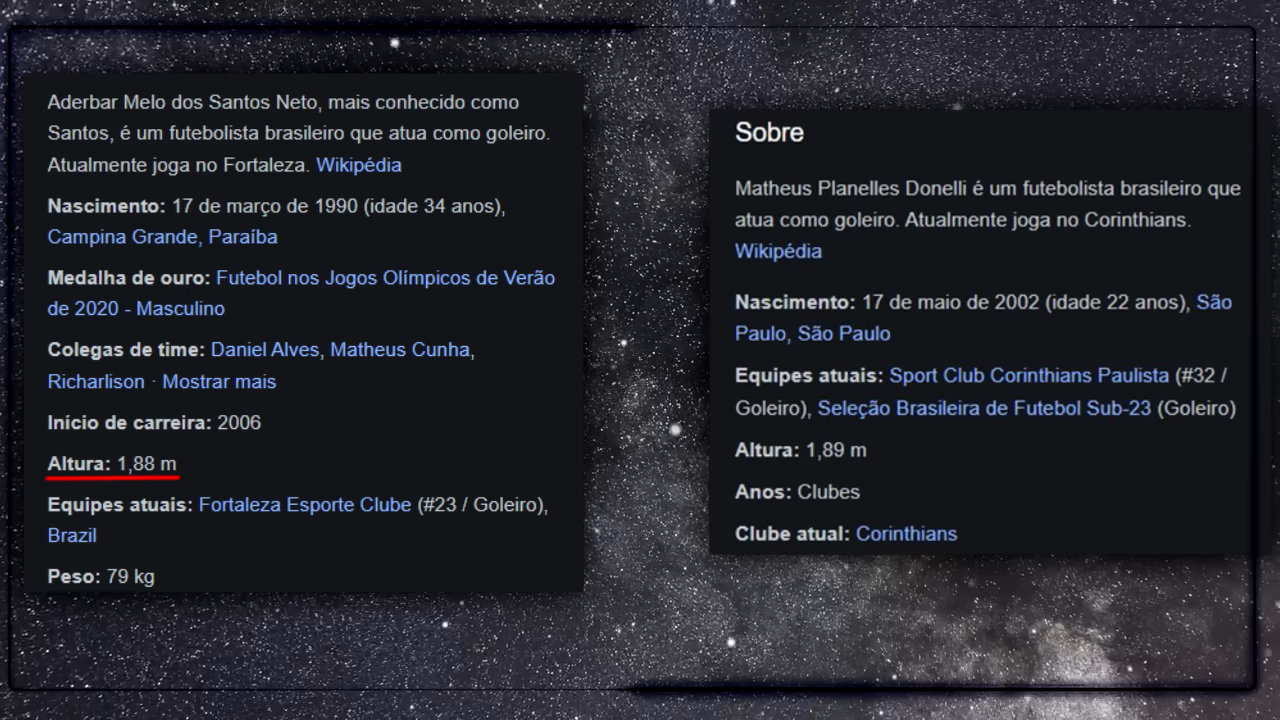 Aderbar Melo dos Santos Neto, mais conhecido como
Santos, é um futebolista brasileiro que atua como goleiro.
Atualmente joga no Fortaleza. Wikipédia
Nascimento: 17 de março de 1990 (idade 34 anos),
Campina Grande, Paraíba
Medalha de ouro: Futebol nos Jogos Olímpicos de Verão
de 2020 - Masculino
Colegas de time: Daniel Alves, Matheus Cunha,
Richarlison · Mostrar mais
Início de carreira: 2006
Altura: 1,88 m
Equipes atuais: Fortaleza Esporte Clube (#23 / Goleiro),
Brazil
Peso: 79 kg
Sobre
Matheus Planelles Donelli é um futebolista brasileiro que
atua como goleiro. Atualmente joga no Corinthians.
Wikipédia
Nascimento: 17 de maio de 2002 (idade 22 anos), São
Paulo, São Paulo
Equipes atuais: Sport Club Corinthians Paulista (#32 /
Goleiro), Seleção Brasileira de Futebol Sub-23 (Goleiro)
Altura: 1,89 m
Anos: Clubes
Clube atual: Corinthians